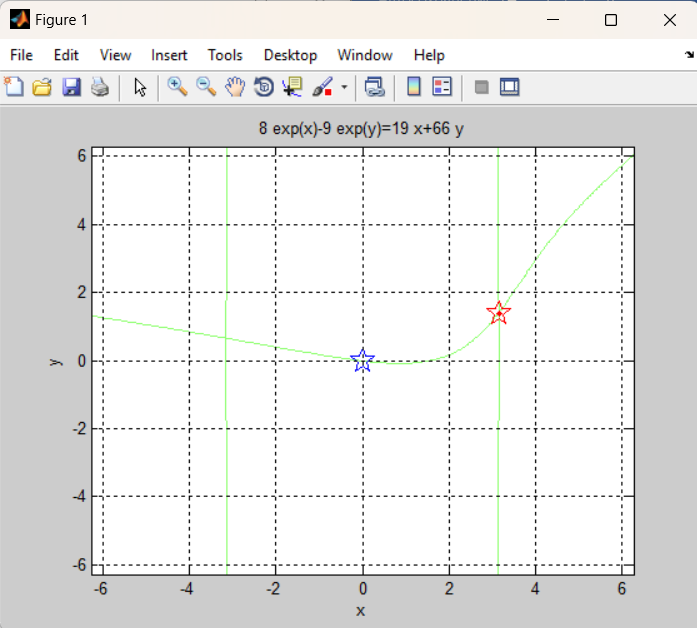 Figure 1
File Edit View Insert Tools Desktop Window Help
8 exp(x)-9 exp(y)=19 x+66 y
6
4
2
0
-2
-4
-6
y
-6 -4 -2 0 2 4 6
x